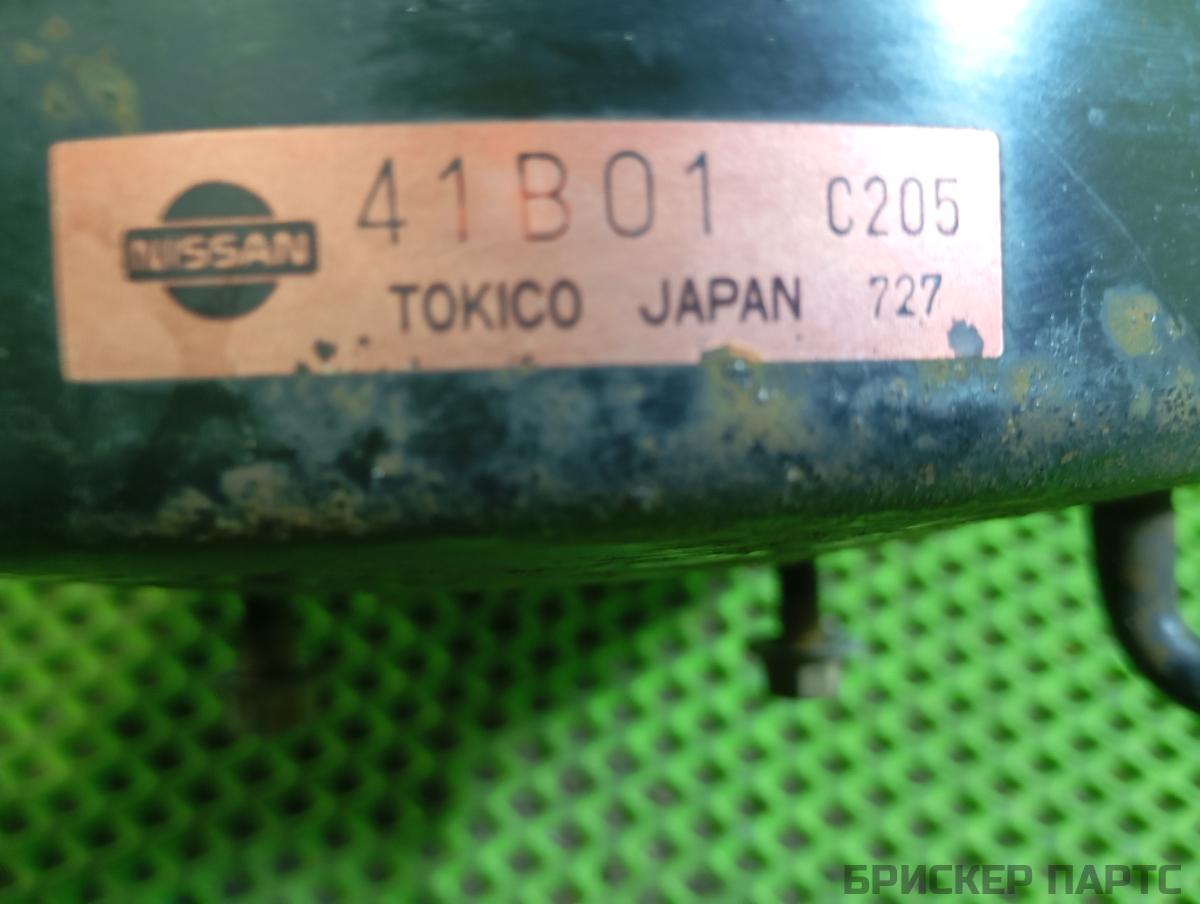 NISSAN 41B01 C205
TOKICO JAPAN 727
БРИСКЕР ПАРТС